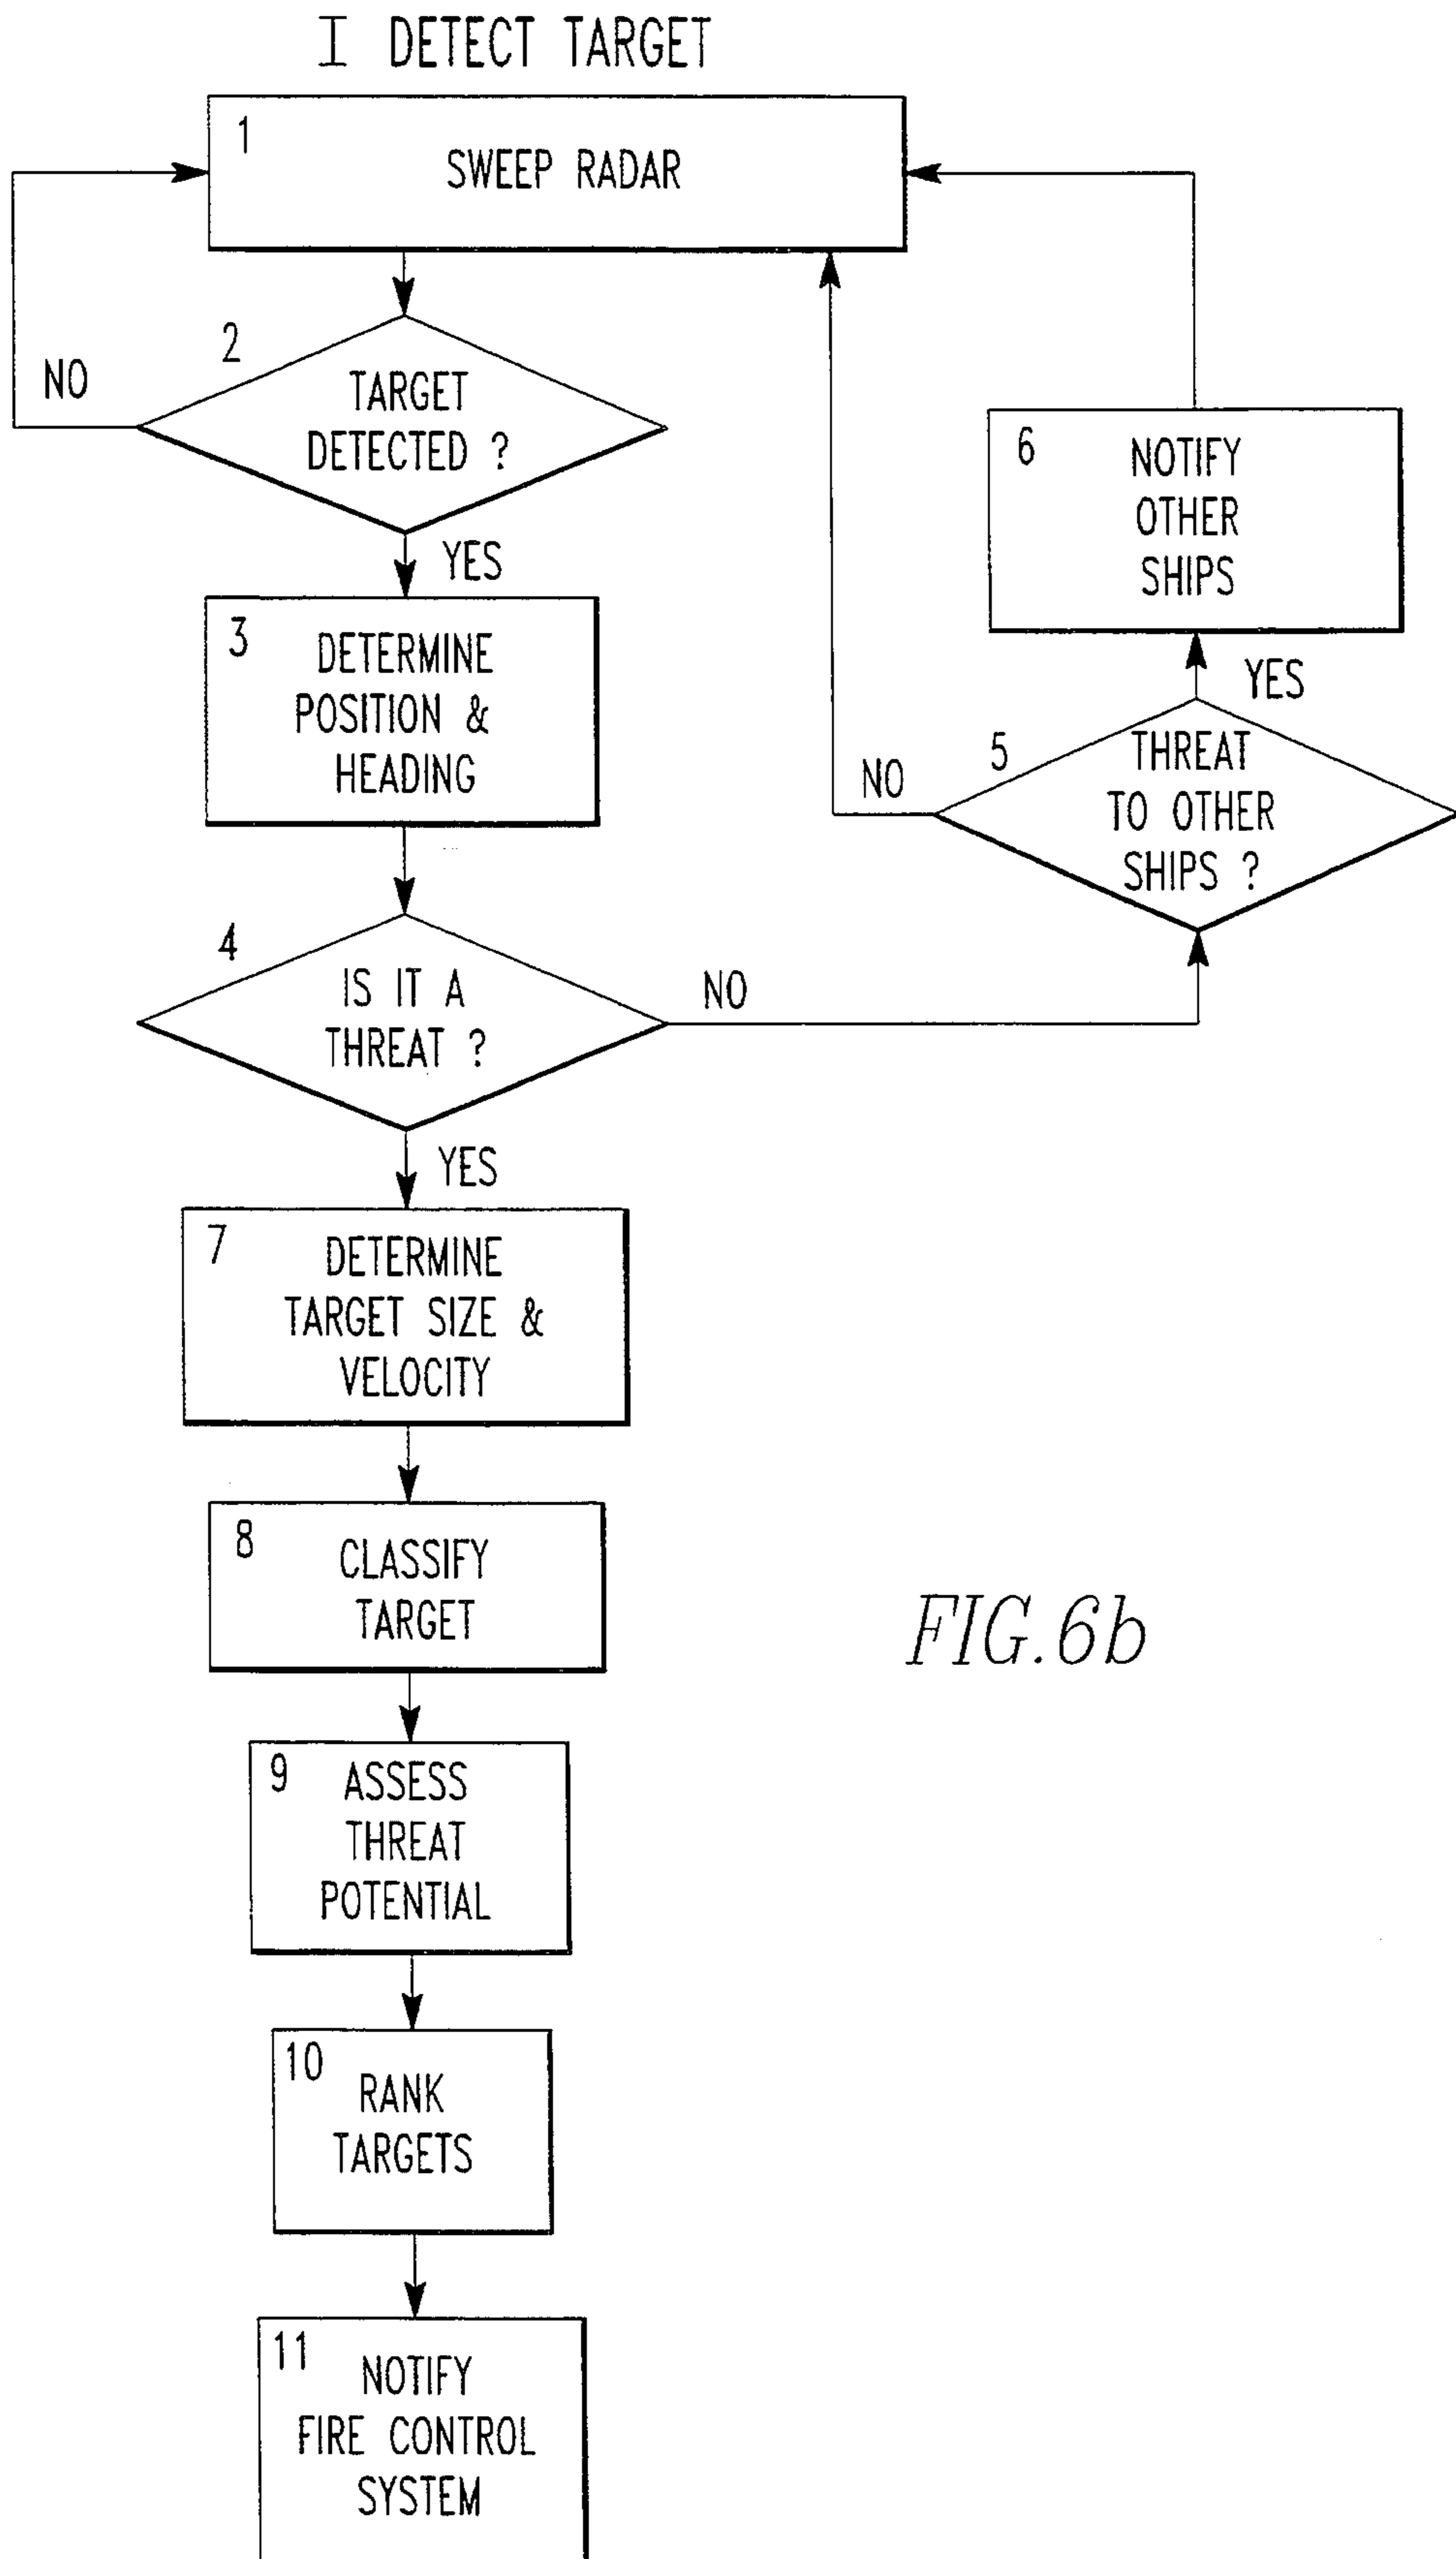 I DETECT TARGET
1
SWEEP RADAR
2
NO
TARGET
DETECTED ?
YES
3
DETERMINE
POSITION &
HEADING
4
IS IT A
THREAT ?
NO
5
THREAT
TO OTHER
SHIPS ?
NO
YES
6
NOTIFY
OTHER
SHIPS
YES
7
DETERMINE
TARGET SIZE &
VELOCITY
8
CLASSIFY
TARGET
9
ASSESS
THREAT
POTENTIAL
10
RANK
TARGETS
11
NOTIFY
FIRE CONTROL
SYSTEM
FIG.6b